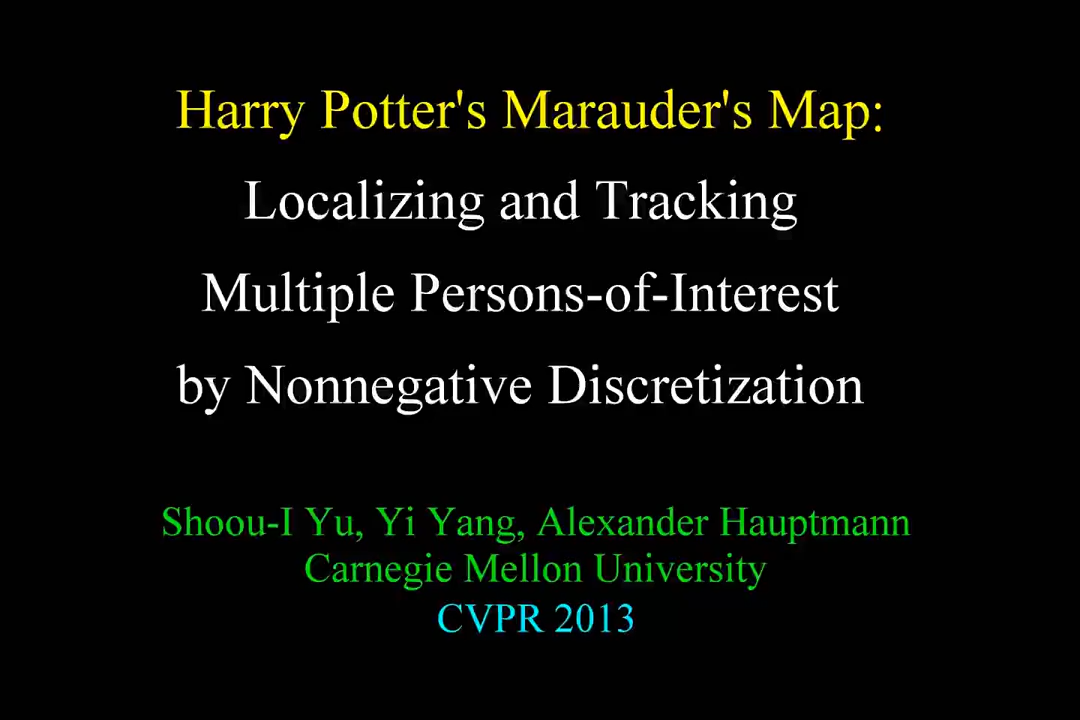 Harry Potter's Marauder's Map:
Localizing and Tracking
Multiple Persons-of-Interest
by Nonnegative Discretization
Shoou-I Yu, Yi Yang, Alexander Hauptmann
Carnegie Mellon University
CVPR 2013